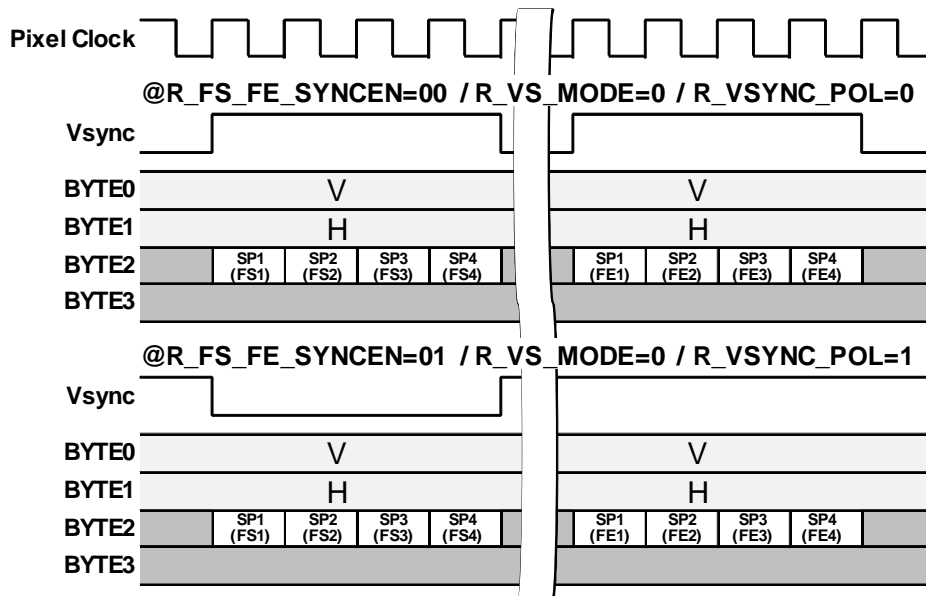 Pixel Clock
@R_FS_FE_SYNCEN=00 / R_VS_MODE=0 / R_VSYNC_POL=0
Vsync
BYTE0 V V
BYTE1 H H
BYTE2 SP1 (FS1) SP2 (FS2) SP3 (FS3) SP4 (FS4) SP1 (FE1) SP2 (FE2) SP3 (FE3) SP4 (FE4)
BYTE3
@R_FS_FE_SYNCEN=01 / R_VS_MODE=0 / R_VSYNC_POL=1
Vsync
BYTE0 V V
BYTE1 H H
BYTE2 SP1 (FS1) SP2 (FS2) SP3 (FS3) SP4 (FS4) SP1 (FE1) SP2 (FE2) SP3 (FE3) SP4 (FE4)
BYTE3